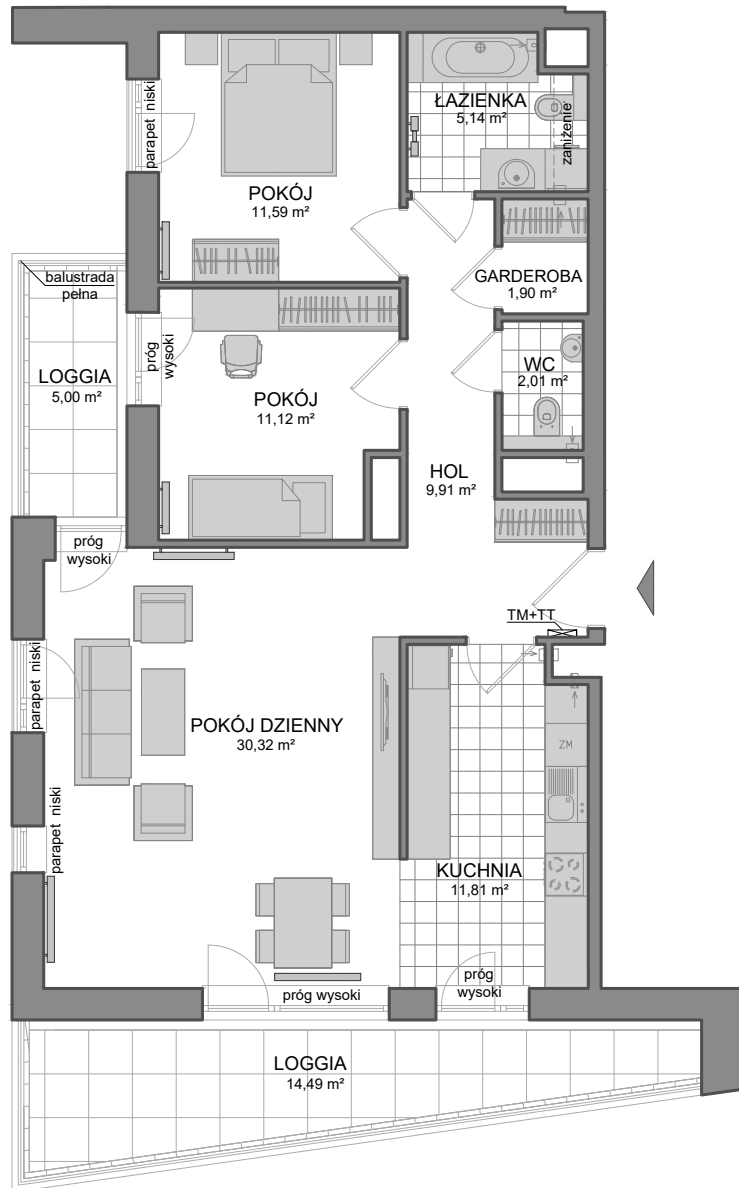 parapet niski
POKÓJ
11,59 m²
ŁAZIENKA
5,14 m²
zaniżenie
GARDEROBA
1,90 m²
balustrada
pełna
LOGGIA
5,00 m²
próg
wysoki
POKÓJ
11,12 m²
WC
2,01 m²
HOL
9,91 m²
próg
wysoki
TM+TT
parapet niski
POKÓJ DZIENNY
30,32 m²
ZM
parapet niski
KUCHNIA
11,81 m²
próg wysoki
próg
wysoki
LOGGIA
14,49 m²